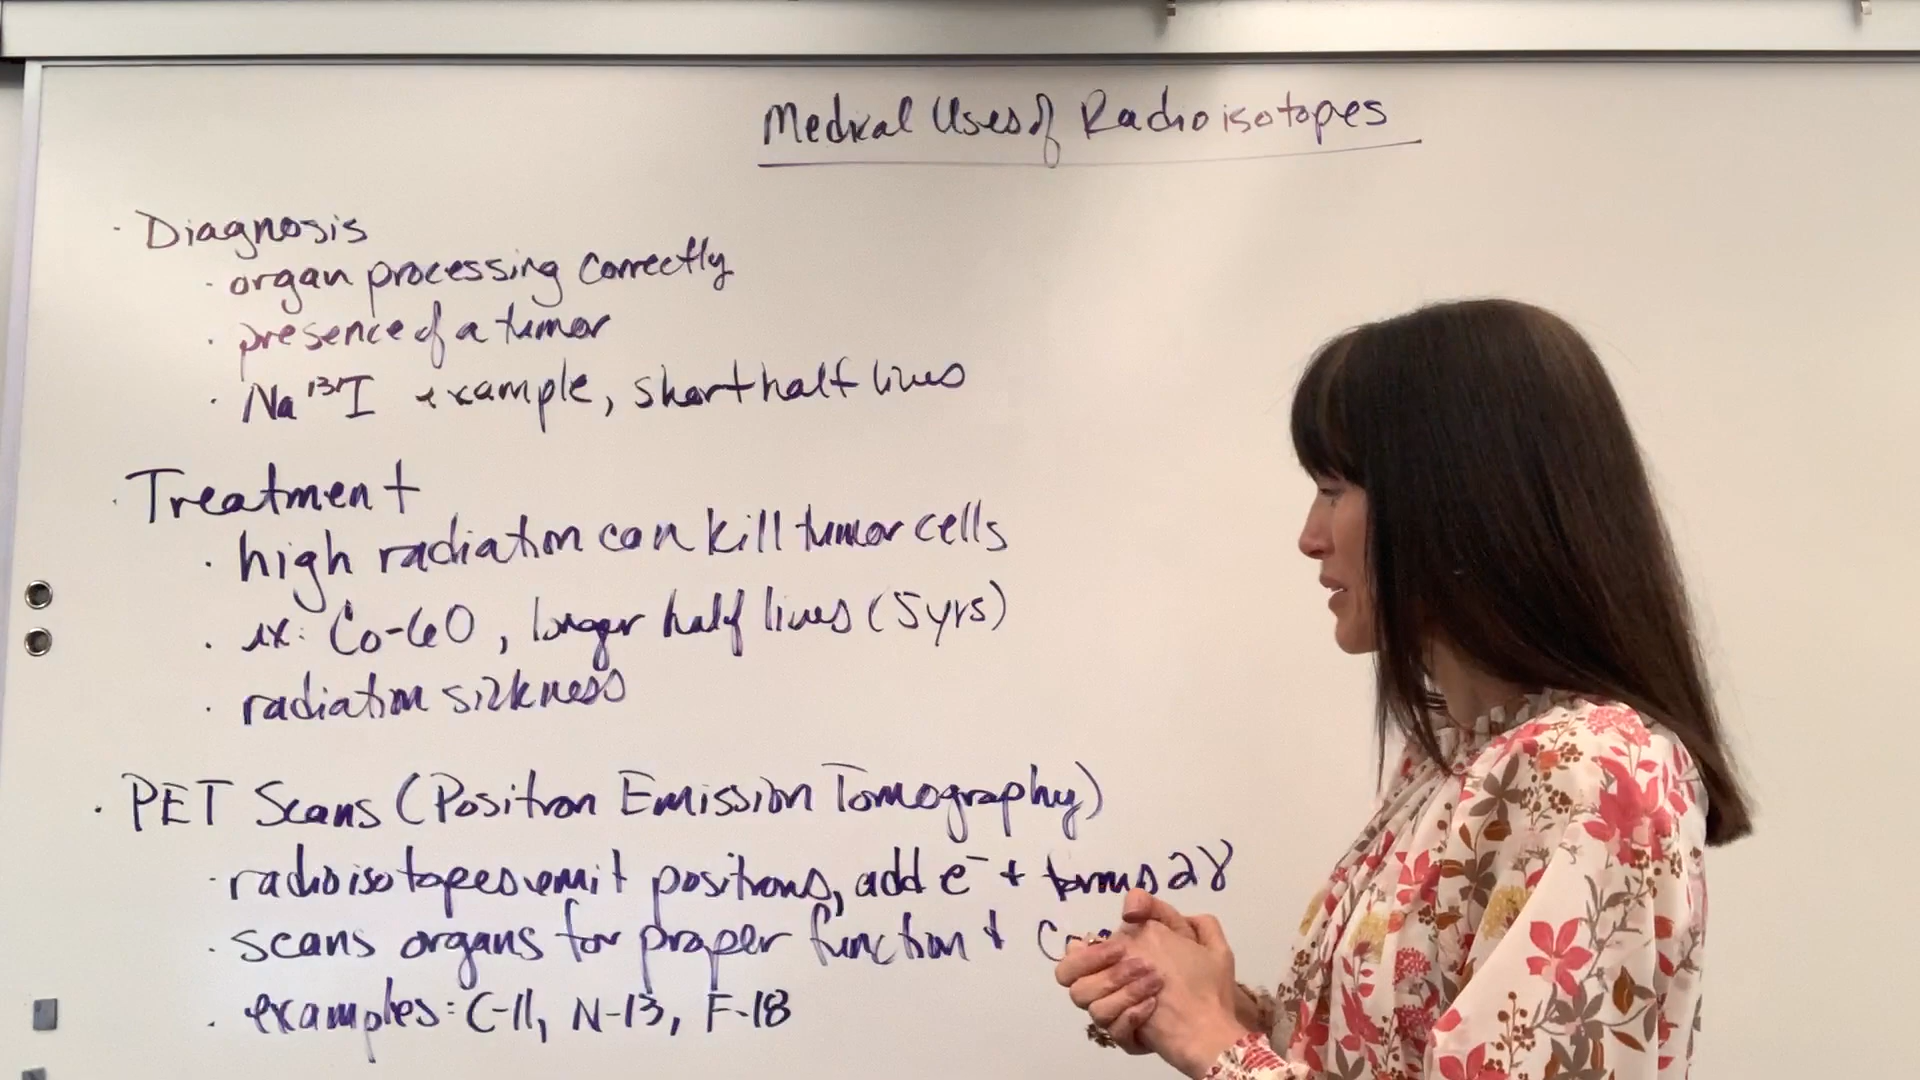 Medical Uses of Radioisotopes
· Diagnosis
· organ processing correctly
· presence of a tumor
· Na ¹³¹I example, short half lives
· Treatment
· high radiation can kill tumor cells
· ex: Co-60, longer half lives (5yrs)
· radiation sickness
· PET Scans (Positron Emission Tomography)
· radioisotopes emit positrons, add e⁻ + forms 2γ
· scans organs for proper function +
· examples: C-11, N-13, F-18